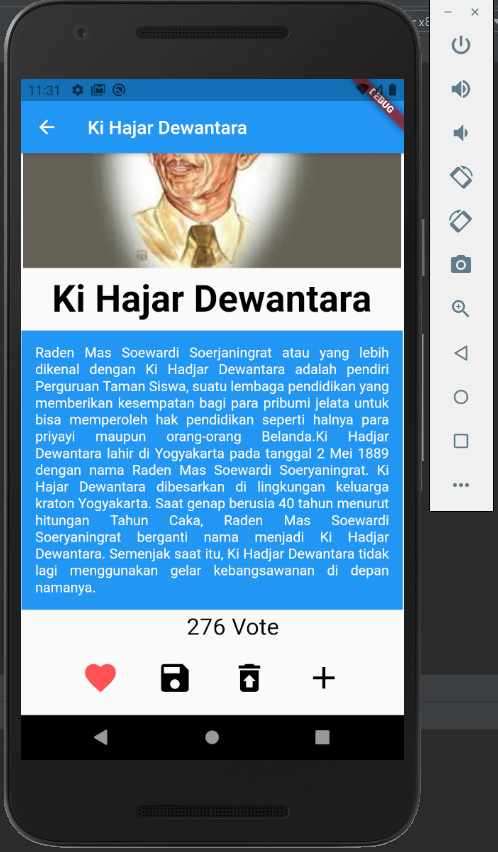 x8
11:31
DEBUG
Ki Hajar Dewantara
Ki Hajar Dewantara
Raden Mas Soewardi Soerjaningrat atau yang lebih
dikenal dengan Ki Hadjar Dewantara adalah pendiri
Perguruan Taman Siswa, suatu lembaga pendidikan yang
memberikan kesempatan bagi para pribumi jelata untuk
bisa memperoleh hak pendidikan seperti halnya para
priyayi maupun orang-orang Belanda.Ki Hadjar
Dewantara lahir di Yogyakarta pada tanggal 2 Mei 1889
dengan nama Raden Mas Soewardi Soeryaningrat. Ki
Hajar Dewantara dibesarkan di lingkungan keluarga
kraton Yogyakarta. Saat genap berusia 40 tahun menurut
hitungan Tahun Caka, Raden Mas Soewardi
Soeryaningrat berganti nama menjadi Ki Hadjar
Dewantara. Semenjak saat itu, Ki Hadjar Dewantara tidak
lagi menggunakan gelar kebangsawanan di depan
namanya.
276 Vote